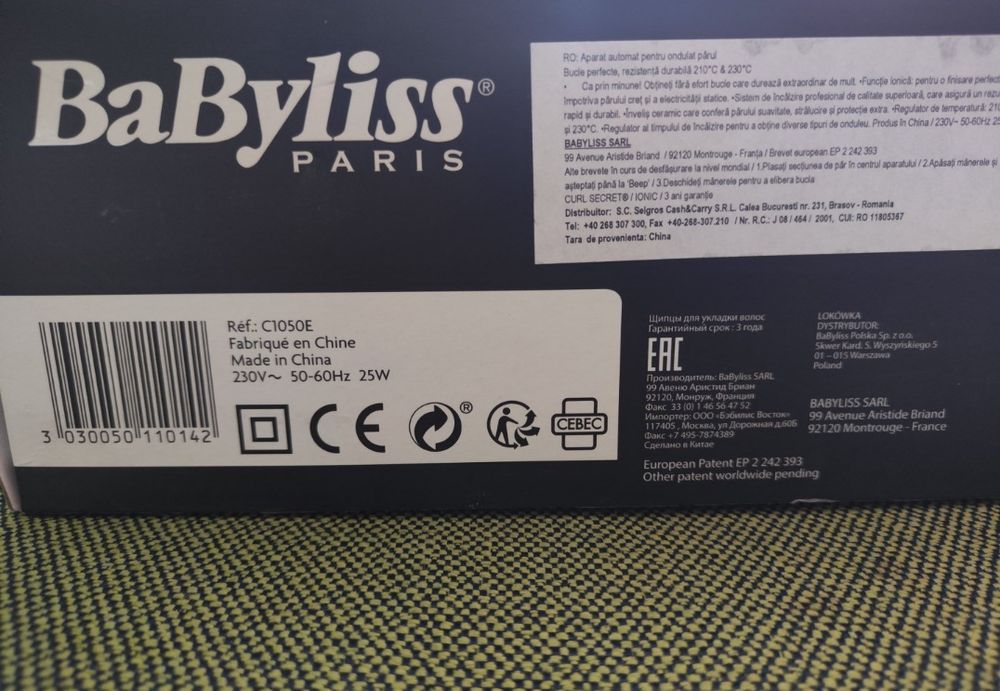 BaByliss®
PARIS
RO: Aparat automat pentru ondulat părul
Bucle perfecte, rezistență durabilă 210°C & 230°C
• Ca prin minune! Obțineți fără efort bucle care durează extraordinar de mult. •Funcție ionică: pentru o finisare perfect
împotriva părului creț și a electricității statice. •Sistem de încălzire profesional de calitate superioară, care asigură un rezu
rapid și durabil. •Înveliș ceramic care conferă părului suavitate, strălucire și protecție extra. •Regulator de temperatură: 21
și 230°C. •Regulator al timpului de încălzire pentru a obține diverse tipuri de onduleu. Produs în China / 230V~ 50-60Hz 25
BABYLISS SARL
99 Avenue Aristide Briand / 92120 Montrouge - Franța / Brevet european EP 2 242 393
Alte brevete în curs de desfășurare la nivel mondial / 1.Plasați secțiunea de păr în centrul aparatului / 2.Apăsați mânerele și
așteptați până la 'Beep' / 3.Deschideți mânerele pentru a elibera bucla
CURL SECRET® / IONIC / 3 ani garanție
Distribuitor: S.C. Selgros Cash&Carry S.R.L. Calea Bucuresti nr. 231, Brasov - Romania
Tel: +40 268 307 300, Fax +40-268-307.210 / Nr. R.C.: J 08 / 464 / 2001, CUI: RO 11805367
Tara de provenienta: China
Réf.: C1050E
Fabriqué en Chine
Made in China
230V~ 50-60Hz 25W
3 030050 110142
CE
®
CEBEC
Щипцы для укладки волос
Гарантийный срок : 3 года
EAC
Производитель: BaByliss SARL
99 Авеню Аристид Бриан
92120, Монруж, Франция
Факс 33 (0) 1 46 56 47 52
Импортер: ООО «Бэбилис Восток»
117405 , Москва, ул Дорожная д.60Б
Факс +7 495-7874389
Сделано в Китае
European Patent EP 2 242 393
Other patent worldwide pending
LOKÓWKA
DYSTRYBUTOR:
BaByliss Polska Sp. z o.o.
Skwer Kard. S. Wyszyńskiego 5
01 – 015 Warszawa
Poland
BABYLISS SARL
99 Avenue Aristide Briand
92120 Montrouge - France